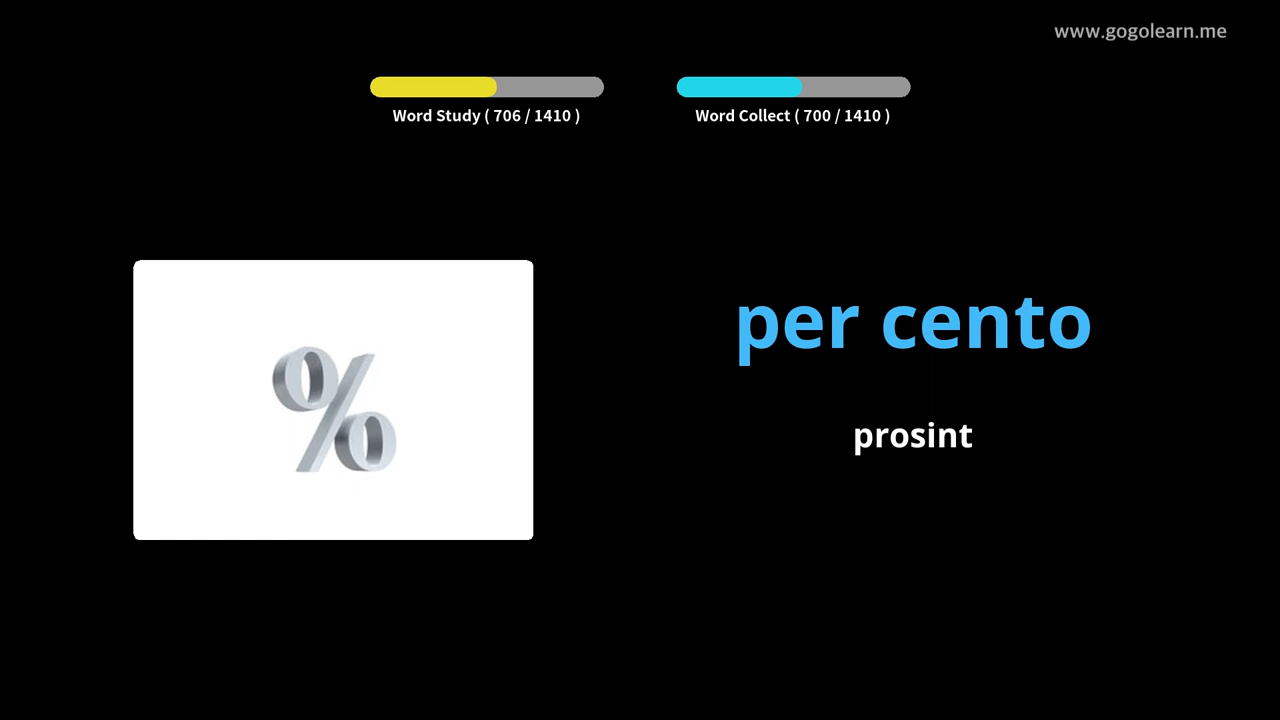 www.gogolearn.me
Word Study ( 706 / 1410 )
Word Collect ( 700 / 1410 )
%
per cento
prosint